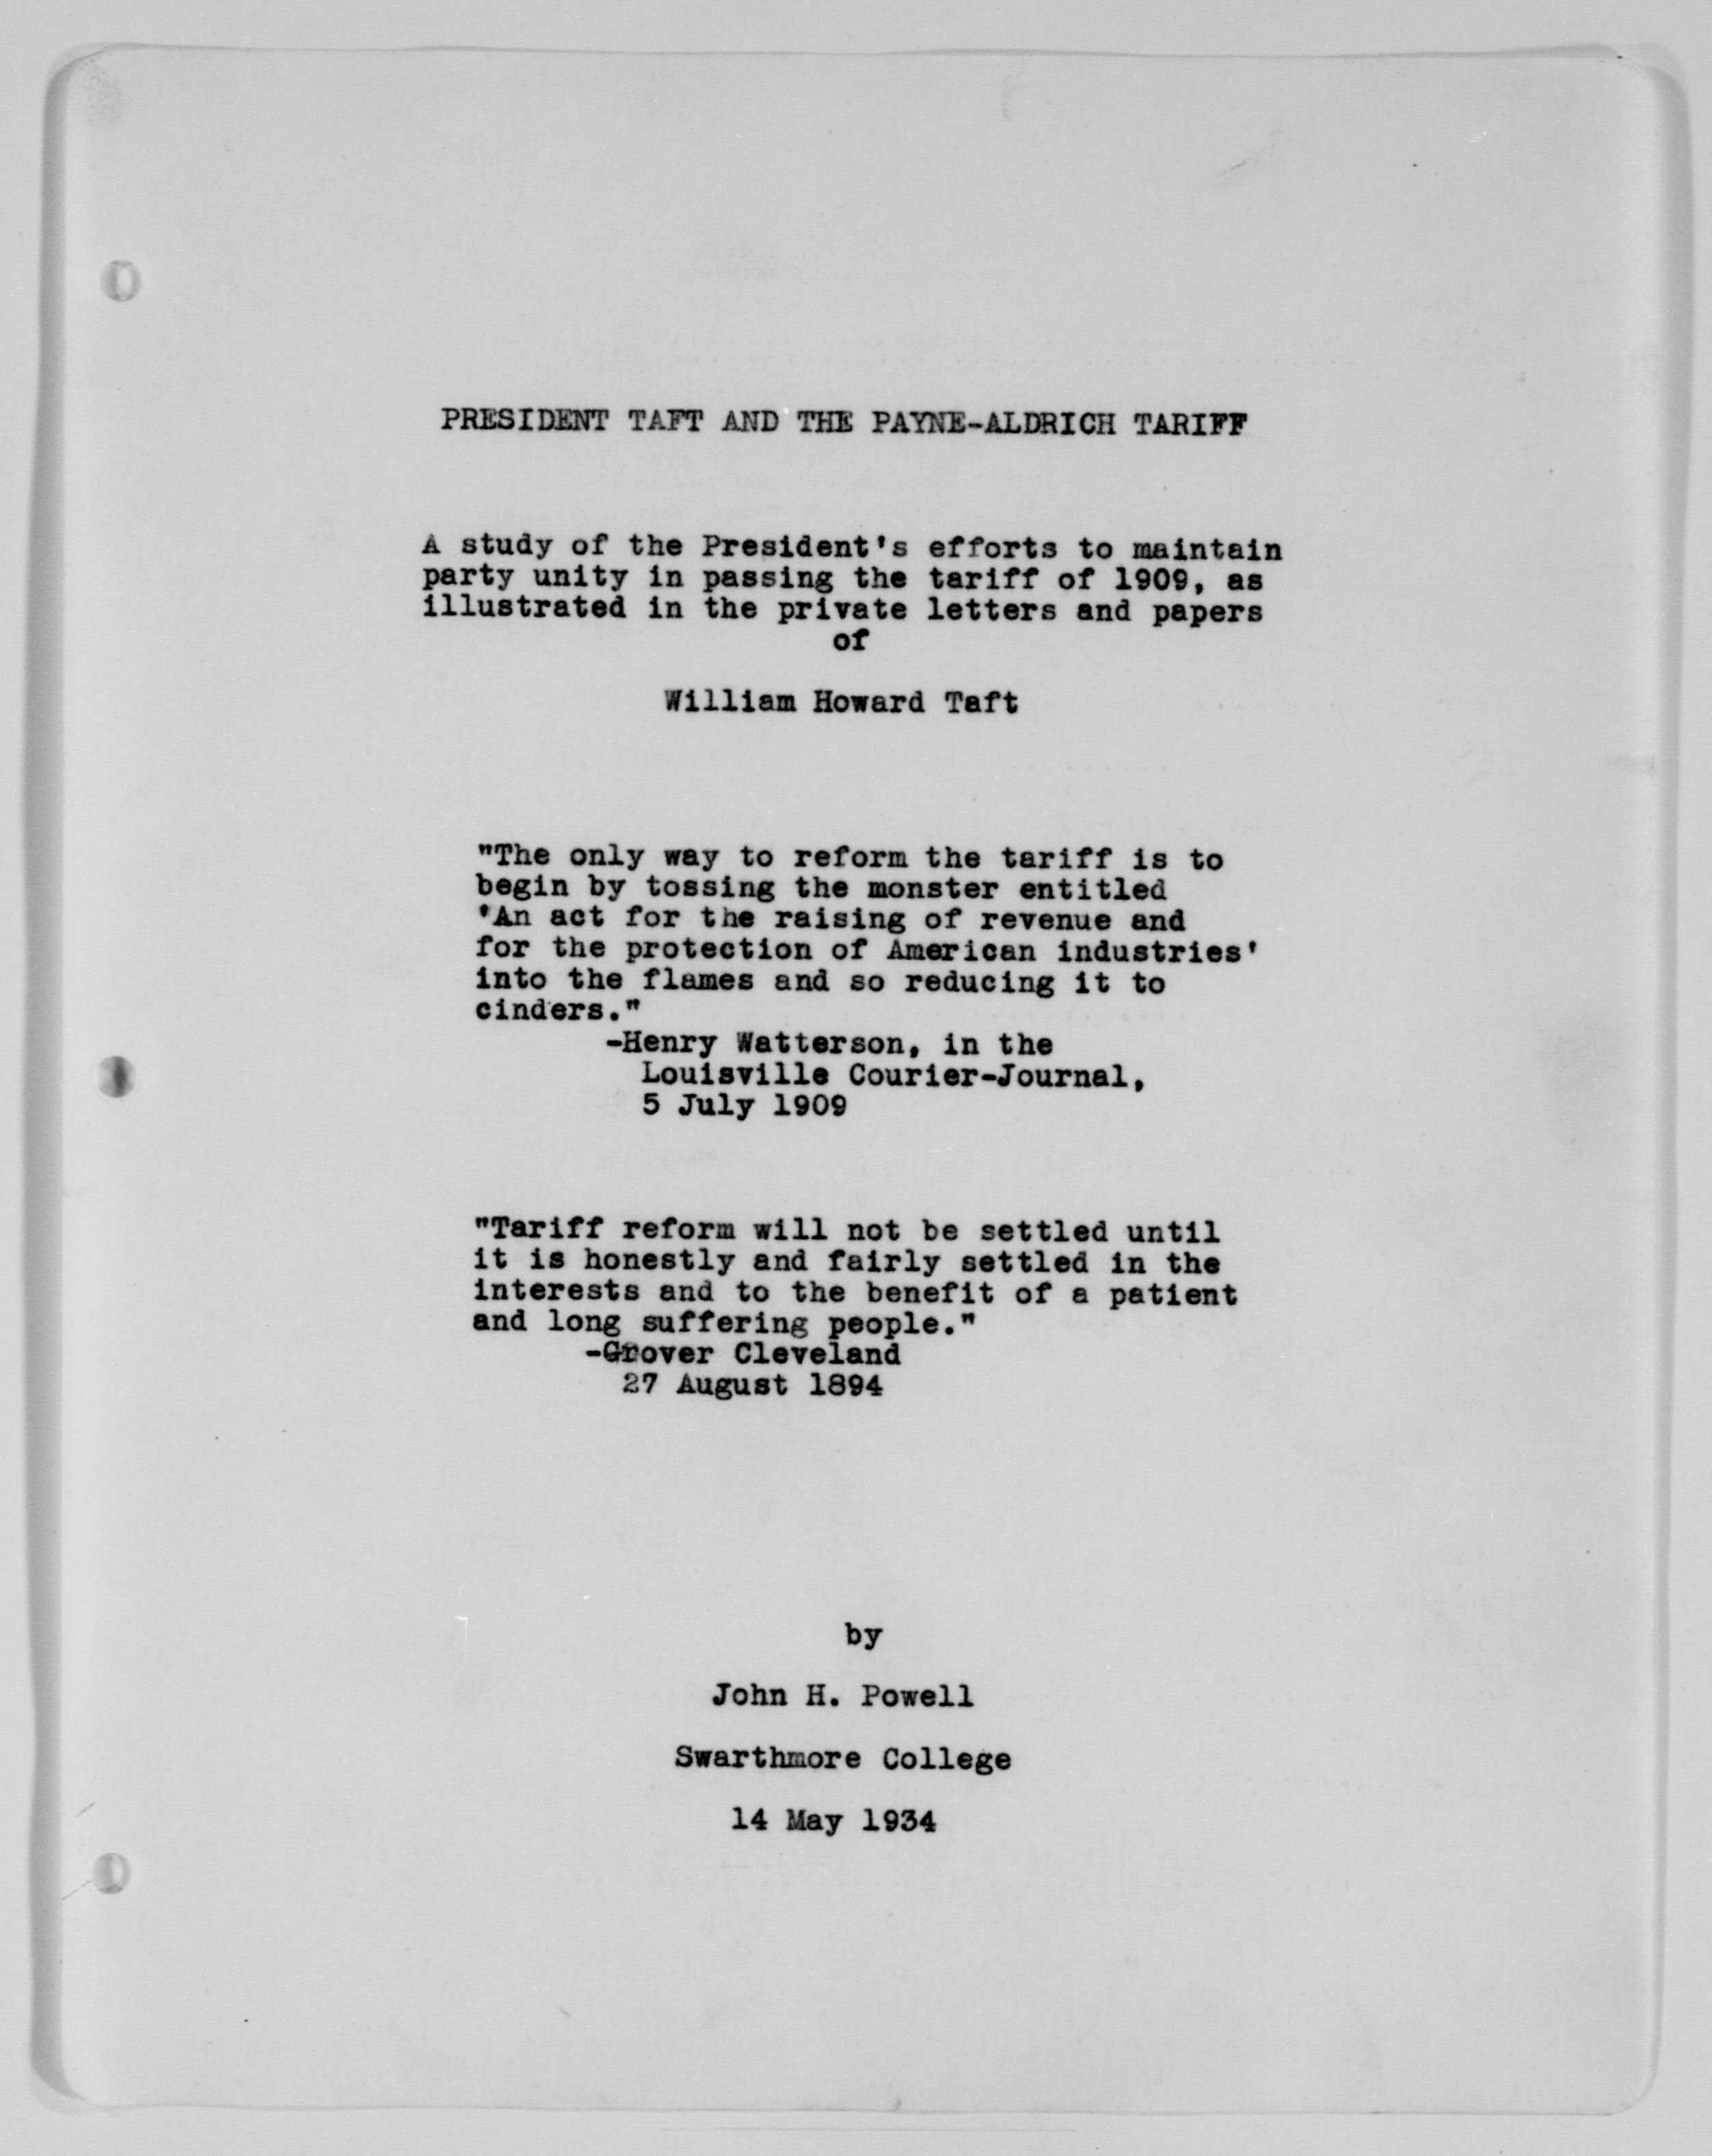 PRESIDENT TAFT AND THE PAYNE-ALDRICH TARIFF
A study of the President's efforts to maintain
party unity in passing the tariff of 1909, as
illustrated in the private letters and papers
of
William Howard Taft
"The only way to reform the tariff is to
begin by tossing the monster entitled
'An act for the raising of revenue and
for the protection of American industries'
into the flames and so reducing it to
cinders."
-Henry Watterson, in the
Louisville Courier-Journal,
5 July 1909
"Tariff reform will not be settled until
it is honestly and fairly settled in the
interests and to the benefit of a patient
and long suffering people."
-Grover Cleveland
27 August 1894
by
John H. Powell
Swarthmore College
14 May 1934